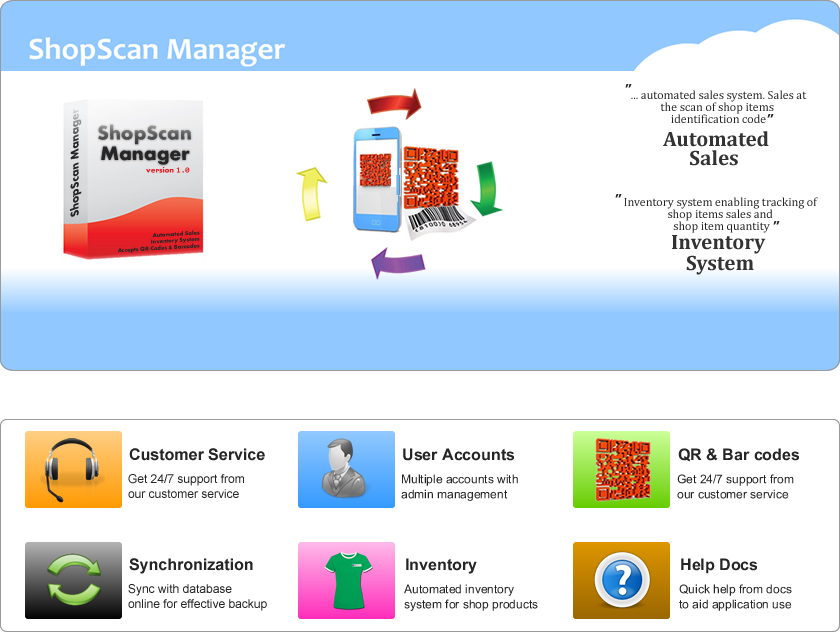 ShopScan Manager
ShopScan Manager
ShopScan
Manager
version 1.0
Automated Sales
Inventory System
Accepts QR Codes & Barcodes
"... automated sales system. Sales at
the scan of shop items
identification code"
Automated
Sales
"Inventory system enabling tracking of
shop items sales and
shop item quantity "
Inventory
System
Customer Service
Get 24/7 support from
our customer service
User Accounts
Multiple accounts with
admin management
QR & Bar codes
Get 24/7 support from
our customer service
Synchronization
Sync with database
online for effective backup
Inventory
Automated inventory
system for shop products
Help Docs
Quick help from docs
to aid application use